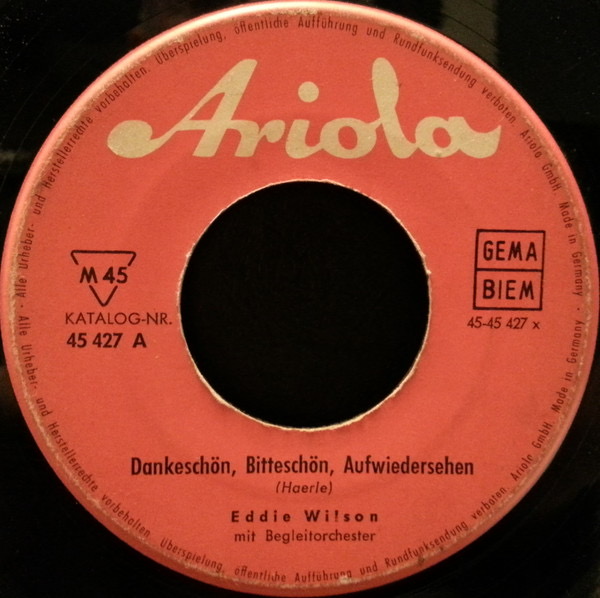 Alle Urheber- und Herstellerrechte vorbehalten. Überspielung, öffentliche Aufführung und Rundfunksendung verboten. Ariola GmbH. Made in Germany ·
Ariola
M 45
KATALOG-NR.
45 427 A
GEMA
BIEM
45-45 427 x
Dankeschön, Bitteschön, Aufwiedersehen
(Haerle)
Eddie Wilson
mit Begleitorchester
Alle Urheber- und Herstellerrechte vorbehalten. Überspielung, öffentliche Aufführung und Rundfunksendung verboten. Ariola GmbH. Made in Germany ·